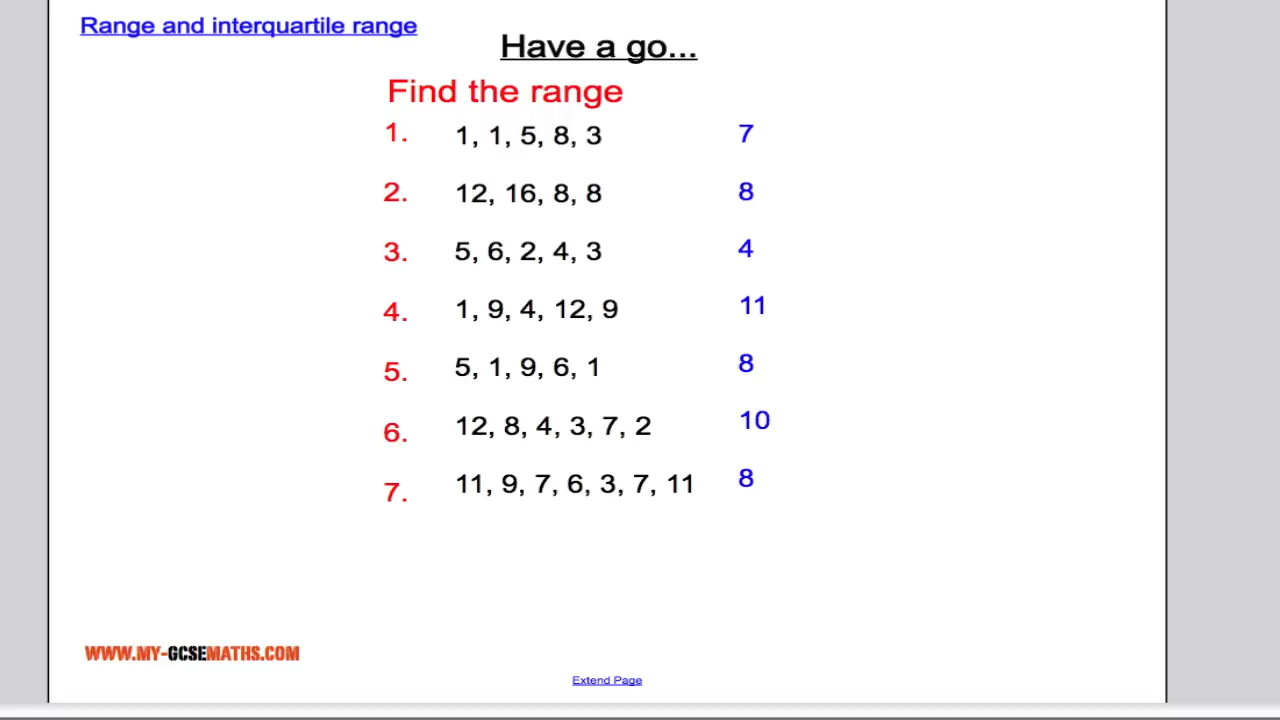 Range and interquartile range
Have a go...
Find the range
1. 1, 1, 5, 8, 3 7
2. 12, 16, 8, 8 8
3. 5, 6, 2, 4, 3 4
4. 1, 9, 4, 12, 9 11
5. 5, 1, 9, 6, 1 8
6. 12, 8, 4, 3, 7, 2 10
7. 11, 9, 7, 6, 3, 7, 11 8
WWW.MY-GCSEMATHS.COM
Extend Page